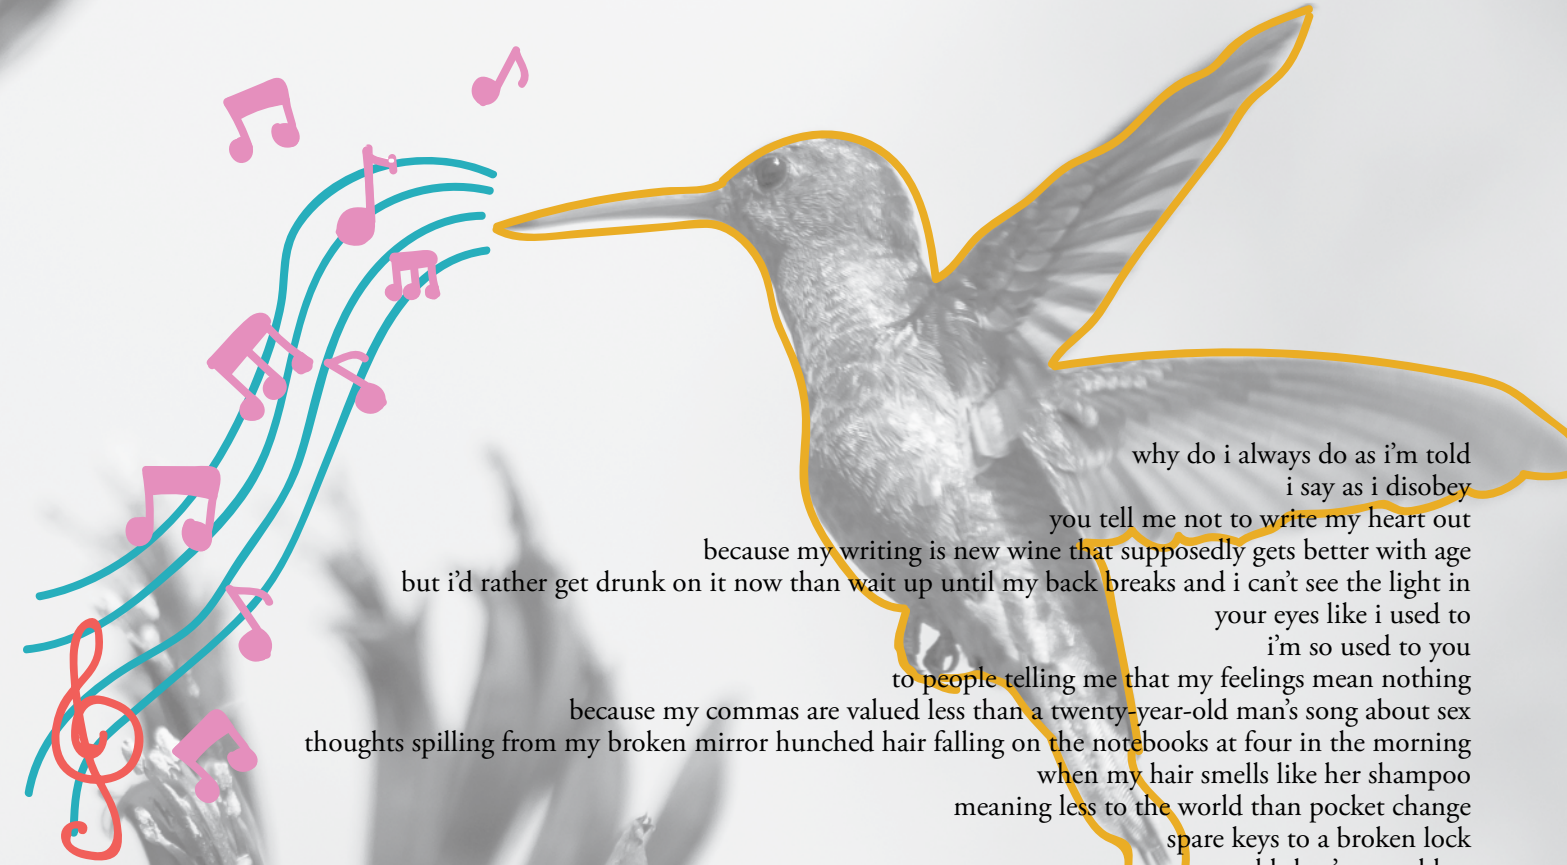 why do i always do as i'm told
i say as i disobey
you tell me not to write my heart out
because my writing is new wine that supposedly gets better with age
but i'd rather get drunk on it now than wait up until my back breaks and i can't see the light in
your eyes like i used to
i'm so used to you
to people telling me that my feelings mean nothing
because my commas are valued less than a twenty-year-old man's song about sex
thoughts spilling from my broken mirror hunched hair falling on the notebooks at four in the morning
when my hair smells like her shampoo
meaning less to the world than pocket change
spare keys to a broken lock